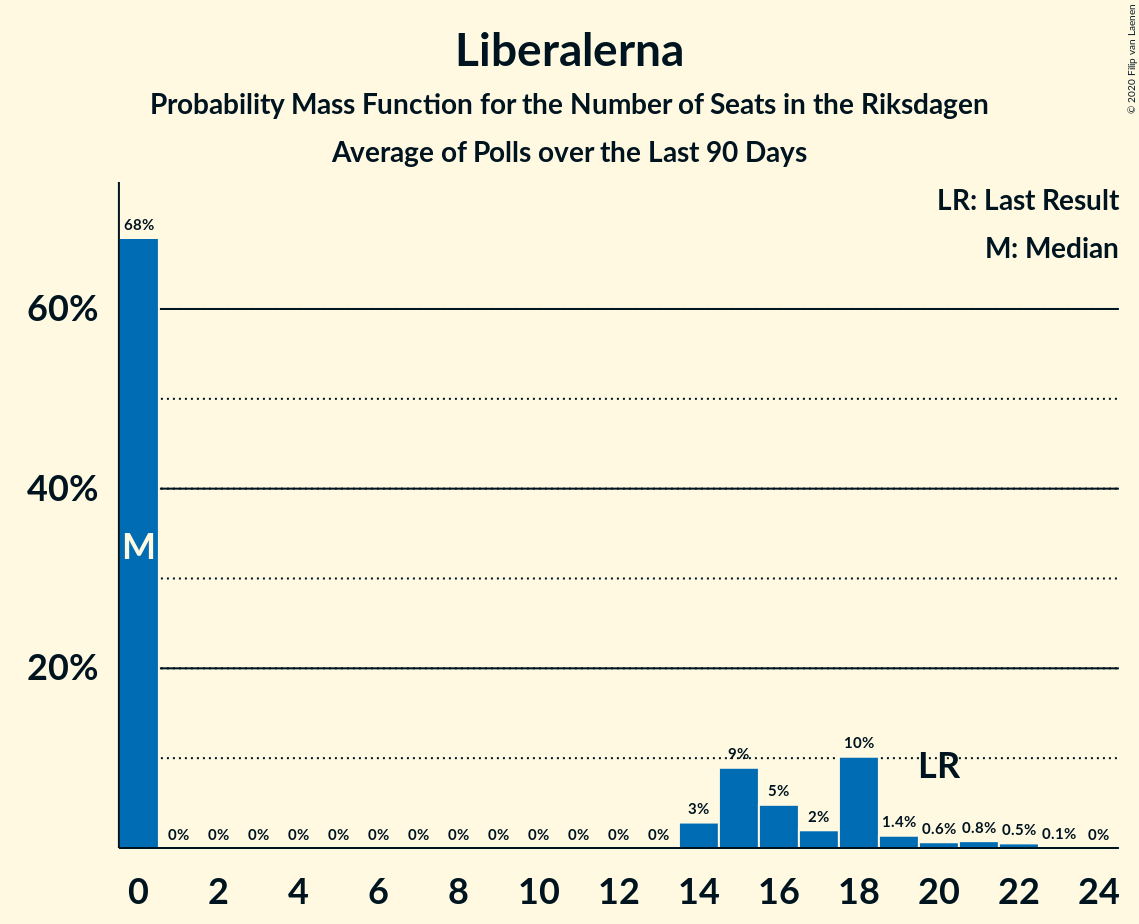 Liberalerna
Probability Mass Function for the Number of Seats in the Riksdagen
Average of Polls over the Last 90 Days
© 2020 Filip van Laenen
LR: Last Result
M: Median
68%
60%
40%
M
20%
10%
9%
LR
5%
3%
2%
1.4%
0.6%
0.8%
0.5%
0.1%
0%
0% 0% 0% 0% 0% 0% 0% 0% 0% 0% 0% 0% 0%
0 2 4 6 8 10 12 14 16 18 20 22 24